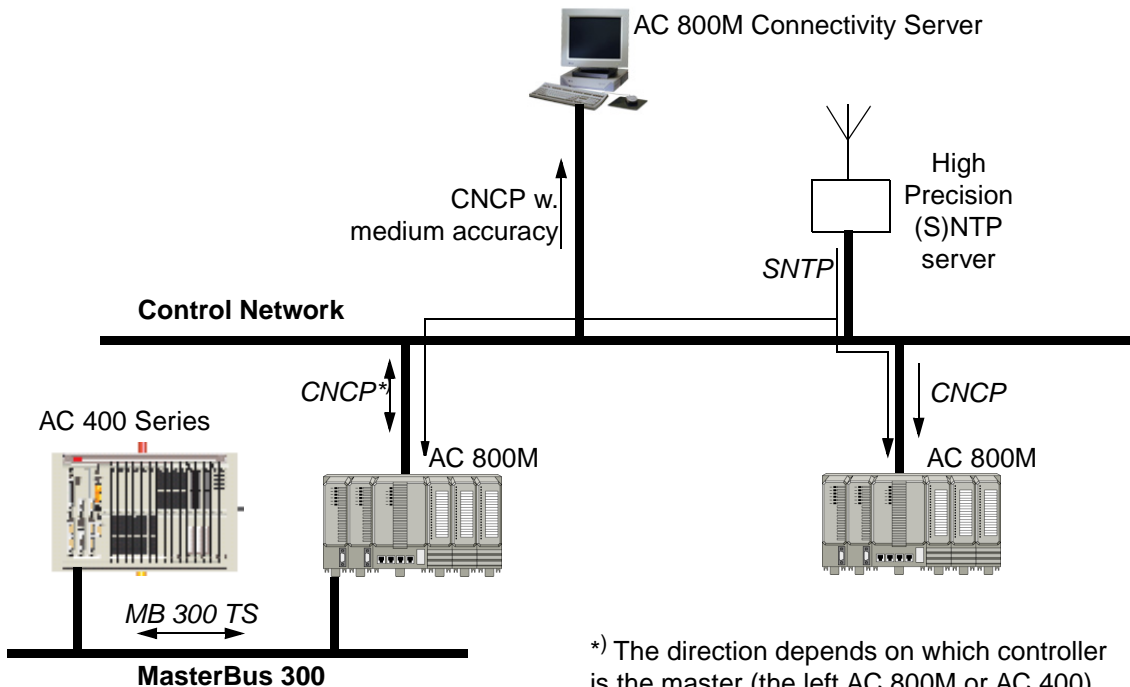 AC 800M Connectivity Server
High
Precision
(S)NTP
server
CNCP w.
medium accuracy
SNTP
Control Network
CNCP*)
CNCP
AC 400 Series
AC 800M
AC 800M
MB 300 TS
MasterBus 300
*) The direction depends on which controller
is the master (the left AC 800M or AC 400)